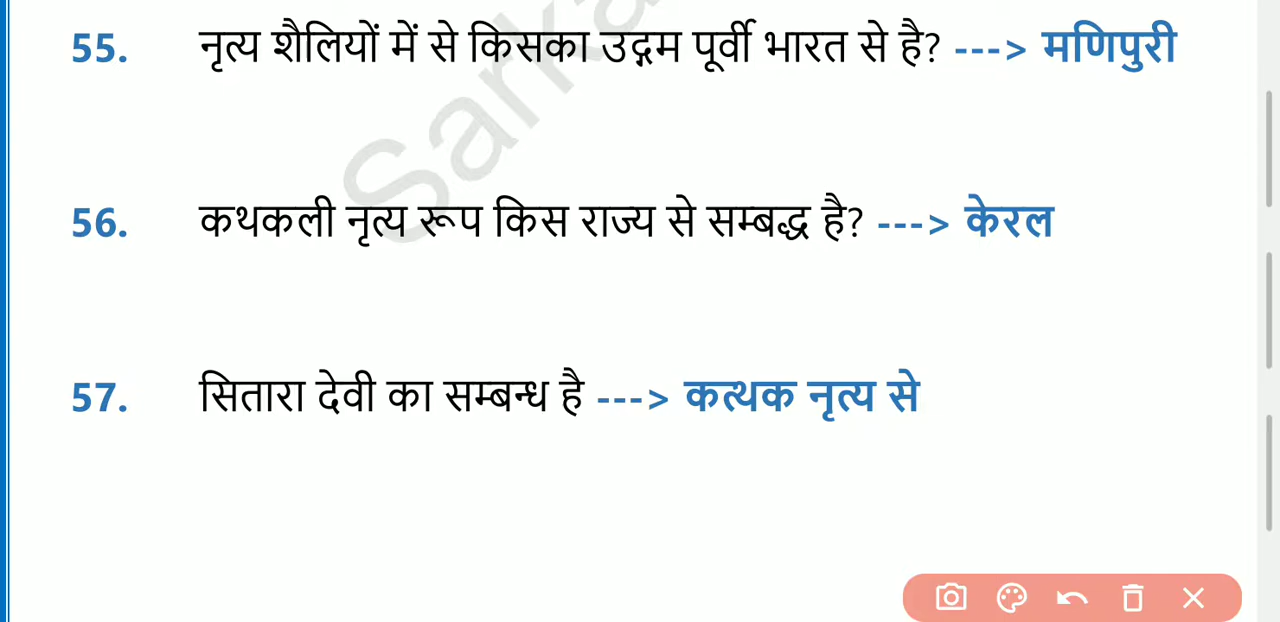 55. नृत्य शैलियों में से किसका उद्गम पूर्वी भारत से है? ---> मणिपुरी
56. कथकली नृत्य रूप किस राज्य से सम्बद्ध है? ---> केरल
57. सितारा देवी का सम्बन्ध है ---> कत्थक नृत्य से